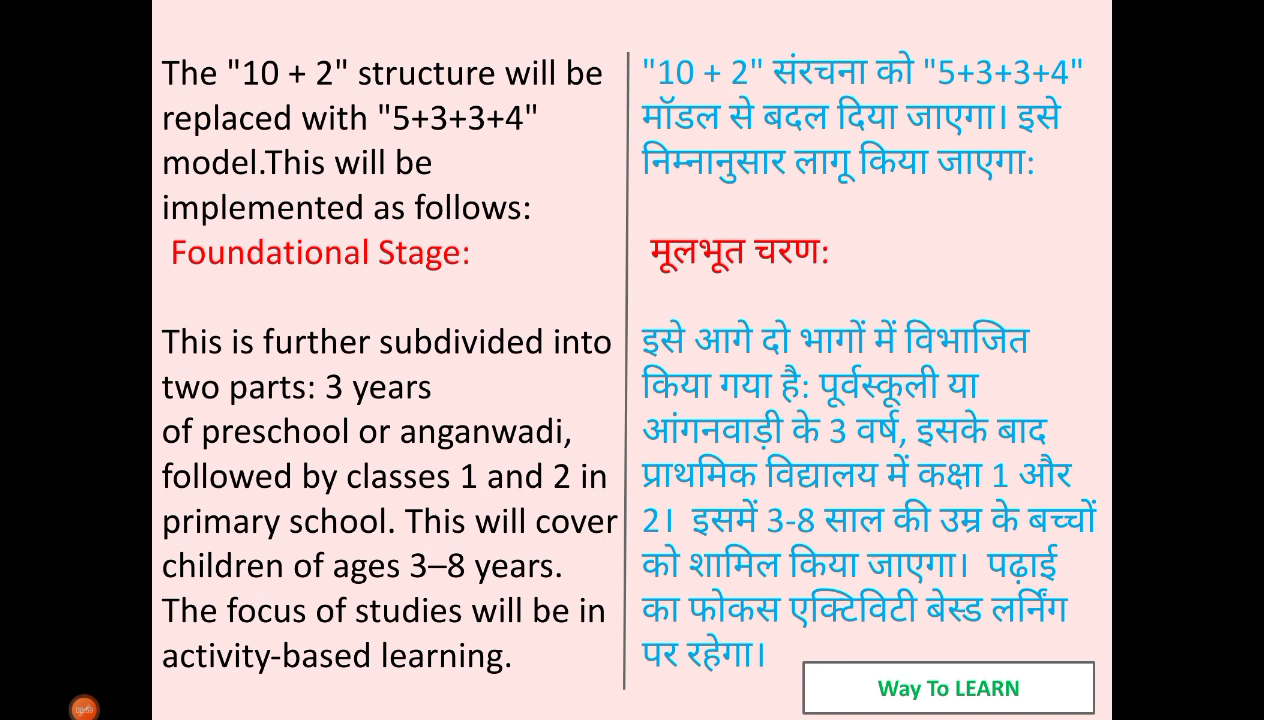 The "10 + 2" structure will be
replaced with "5+3+3+4"
model.This will be
implemented as follows:
Foundational Stage:
This is further subdivided into
two parts: 3 years
of preschool or anganwadi,
followed by classes 1 and 2 in
primary school. This will cover
children of ages 3–8 years.
The focus of studies will be in
activity-based learning.
"10 + 2" संरचना को "5+3+3+4"
मॉडल से बदल दिया जाएगा। इसे
निम्नानुसार लागू किया जाएगा:
मूलभूत चरण:
इसे आगे दो भागों में विभाजित
किया गया है: पूर्वस्कूली या
आंगनवाड़ी के 3 वर्ष, इसके बाद
प्राथमिक विद्यालय में कक्षा 1 और
2। इसमें 3-8 साल की उम्र के बच्चों
को शामिल किया जाएगा। पढ़ाई
का फोकस एक्टिविटी बेस्ड लर्निंग
पर रहेगा।
Way To LEARN